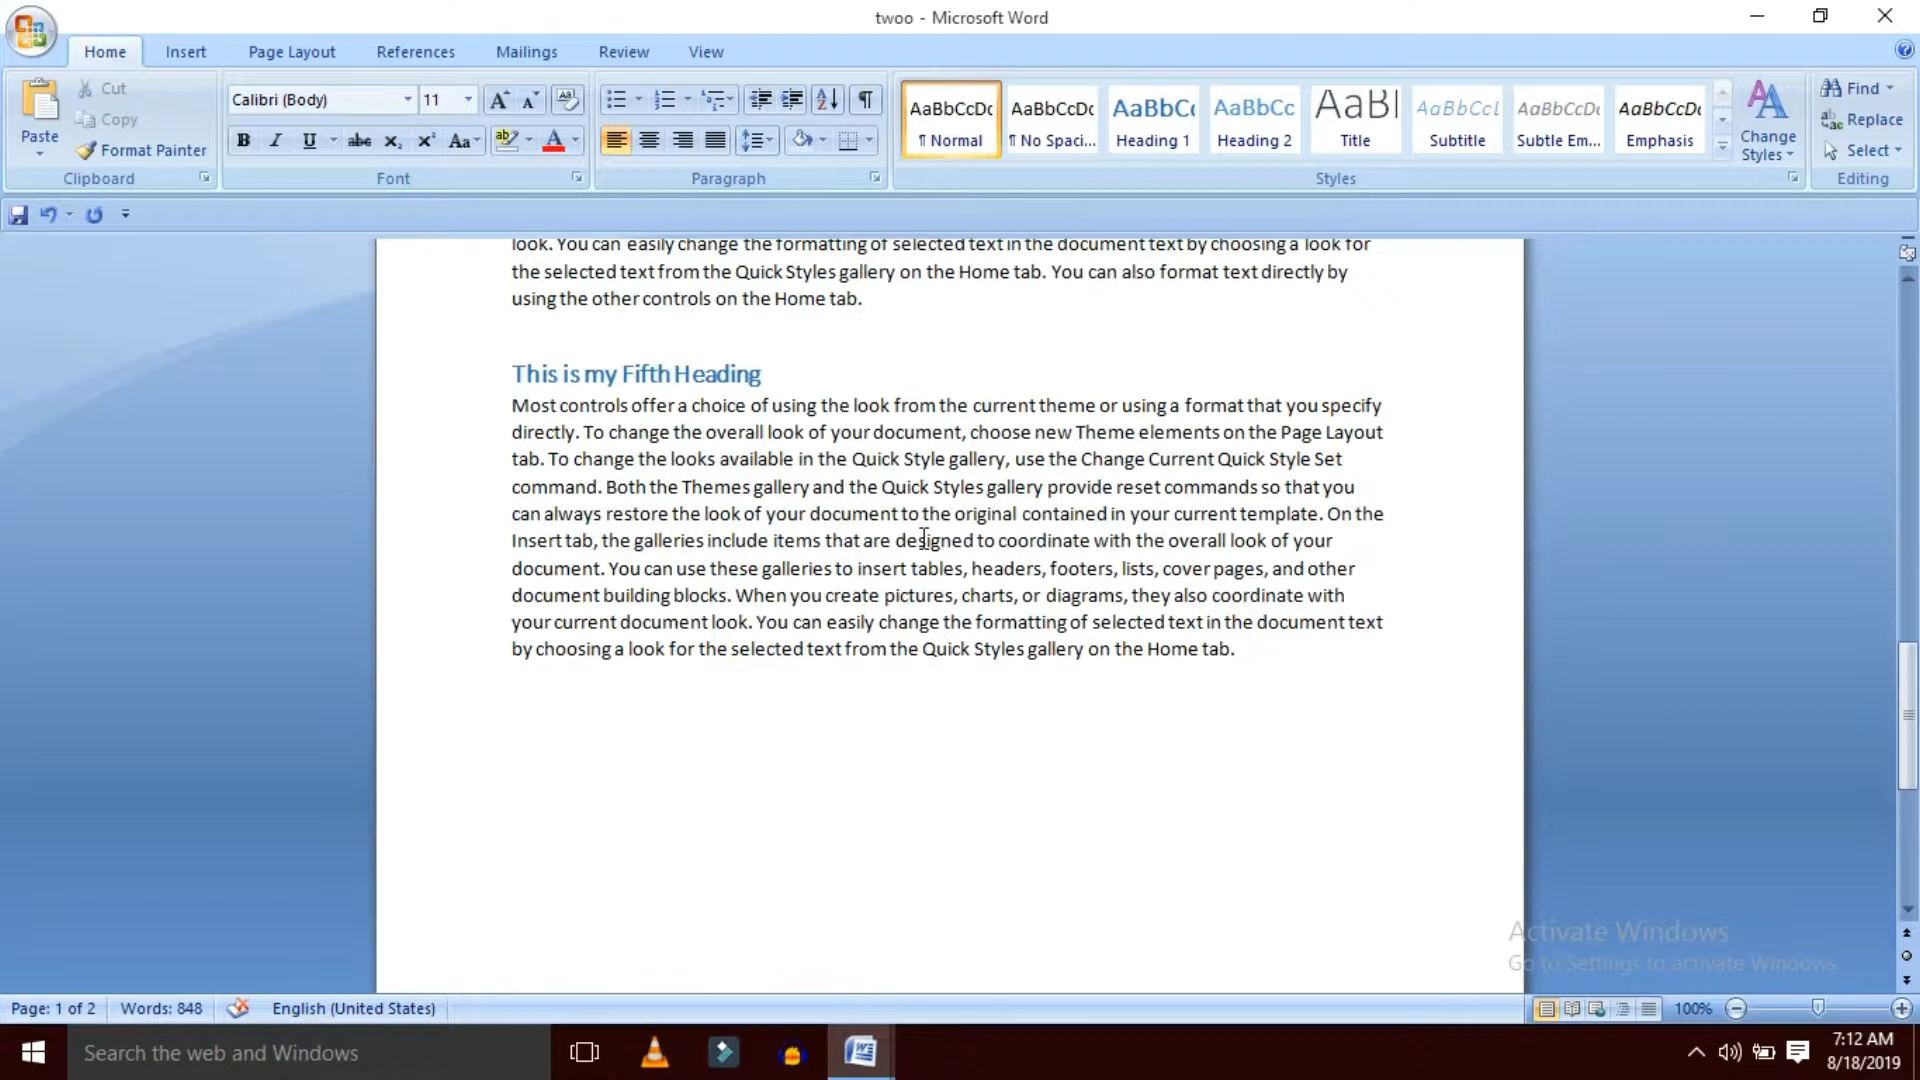 twoo - Microsoft Word
Home Insert Page Layout References Mailings Review View
Paste
Cut
Copy
Format Painter
Clipboard
Calibri (Body) 11
B I U abc X₂ X² Aa ab A
Font
Paragraph
AaBbCcDc AaBbCcDc AaBbCc AaBbCc AaBl AaBbCcL AaBbCcDc AaBbCcDc
¶ Normal ¶ No Spaci... Heading 1 Heading 2 Title Subtitle Subtle Em... Emphasis
Change Styles
Styles
Find
Replace
Select
Editing
look. You can easily change the formatting of selected text in the document text by choosing a look for
the selected text from the Quick Styles gallery on the Home tab. You can also format text directly by
using the other controls on the Home tab.
This is my Fifth Heading
Most controls offer a choice of using the look from the current theme or using a format that you specify
directly. To change the overall look of your document, choose new Theme elements on the Page Layout
tab. To change the looks available in the Quick Style gallery, use the Change Current Quick Style Set
command. Both the Themes gallery and the Quick Styles gallery provide reset commands so that you
can always restore the look of your document to the original contained in your current template. On the
Insert tab, the galleries include items that are designed to coordinate with the overall look of your
document. You can use these galleries to insert tables, headers, footers, lists, cover pages, and other
document building blocks. When you create pictures, charts, or diagrams, they also coordinate with
your current document look. You can easily change the formatting of selected text in the document text
by choosing a look for the selected text from the Quick Styles gallery on the Home tab.
Activate Windows
Go to Settings to activate Windows.
Page: 1 of 2 Words: 848 English (United States) 100%
Search the web and Windows
7:12 AM
8/18/2019